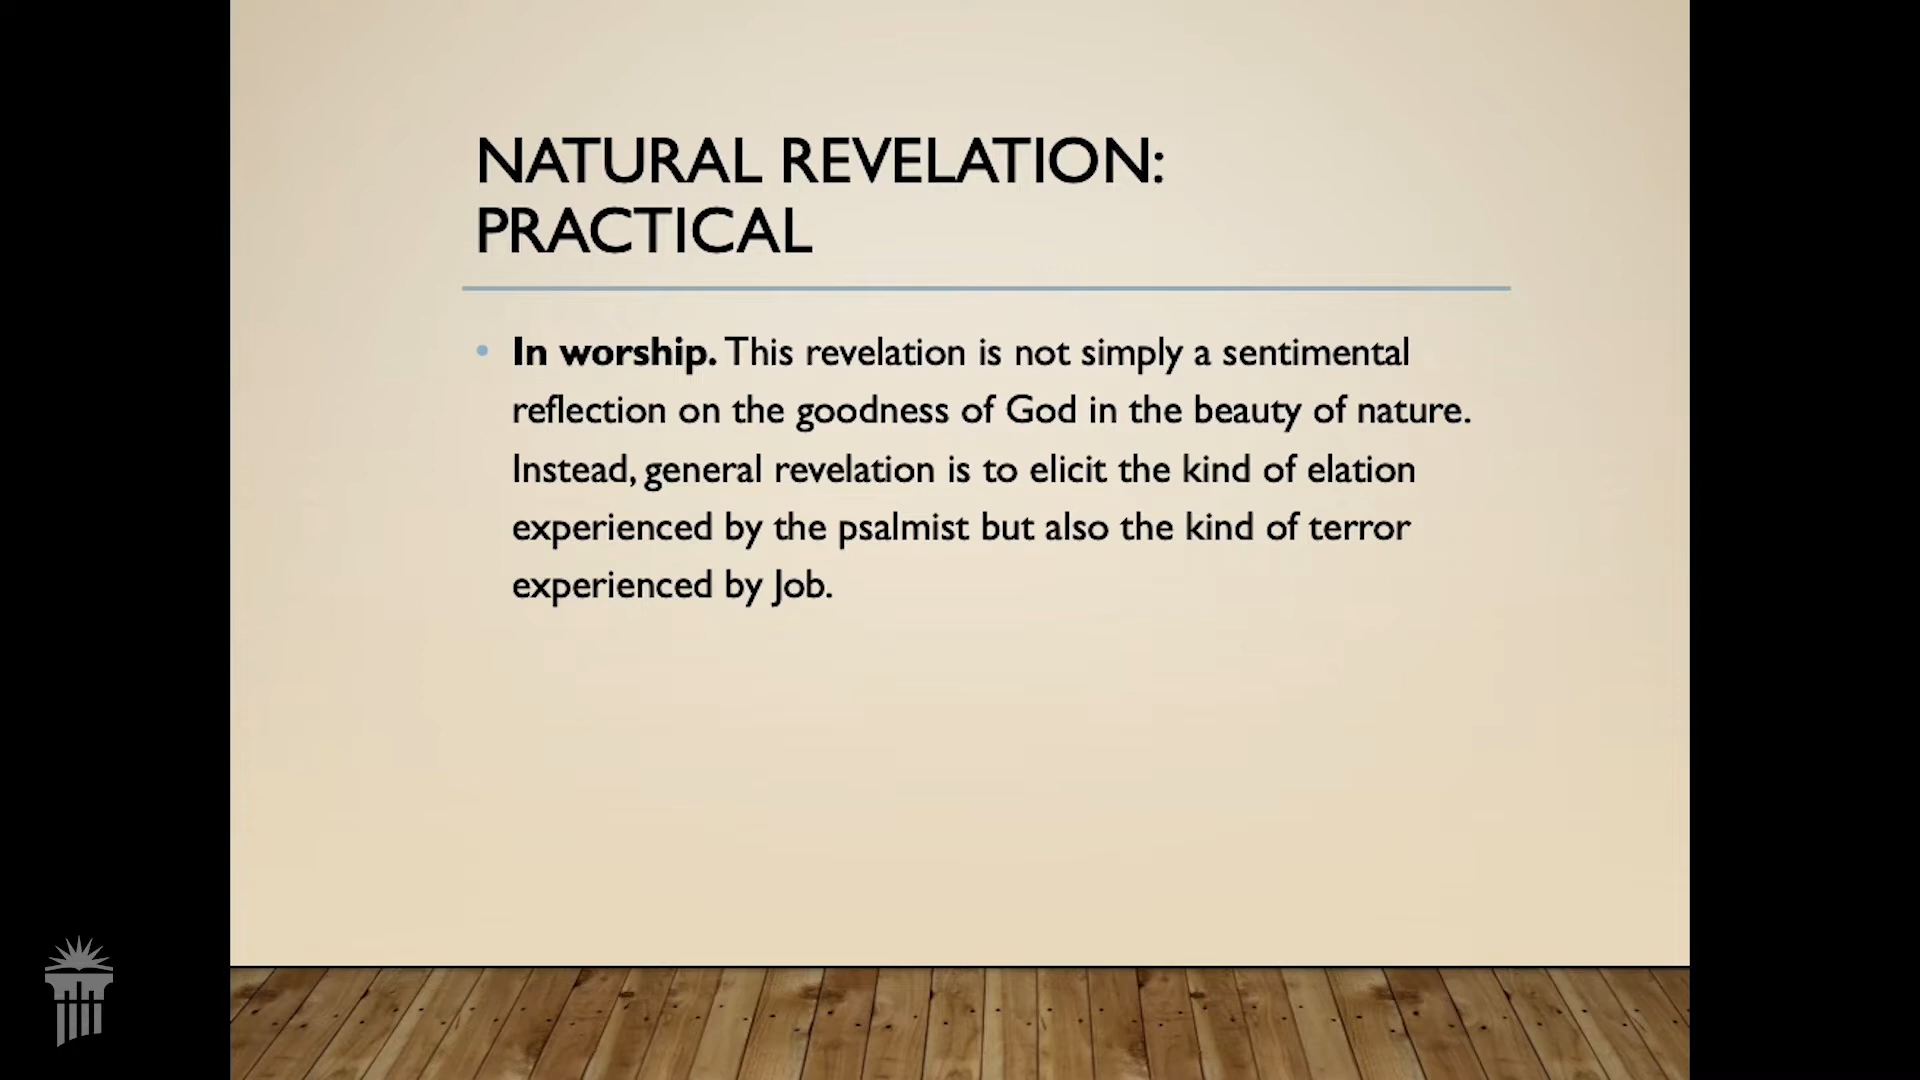 NATURAL REVELATION:
PRACTICAL
• In worship. This revelation is not simply a sentimental
reflection on the goodness of God in the beauty of nature.
Instead, general revelation is to elicit the kind of elation
experienced by the psalmist but also the kind of terror
experienced by Job.